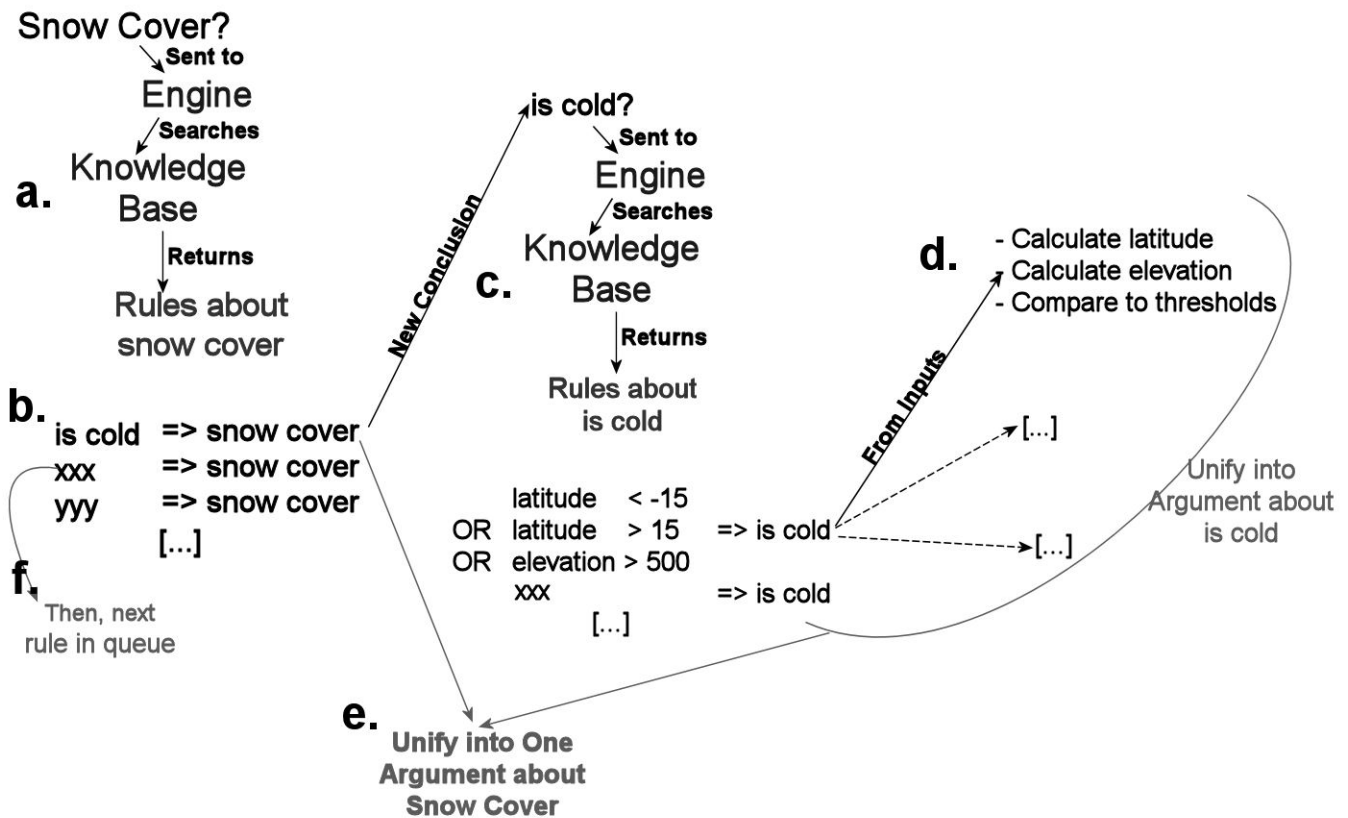 Snow Cover?
Sent to
Engine
Searches
Knowledge
Base
Returns
Rules about
snow cover
a.
b.
is cold => snow cover
xxx => snow cover
yyy => snow cover
[...]
f.
Then, next
rule in queue
New Conclusion
is cold?
Sent to
Engine
Searches
Knowledge
Base
c.
Returns
Rules about
is cold
latitude < -15
OR latitude > 15 => is cold
OR elevation > 500
xxx => is cold
[...]
From Inputs
d.
- Calculate latitude
- Calculate elevation
- Compare to thresholds
[...]
[...]
Unify into
Argument about
is cold
e.
Unify into One
Argument about
Snow Cover